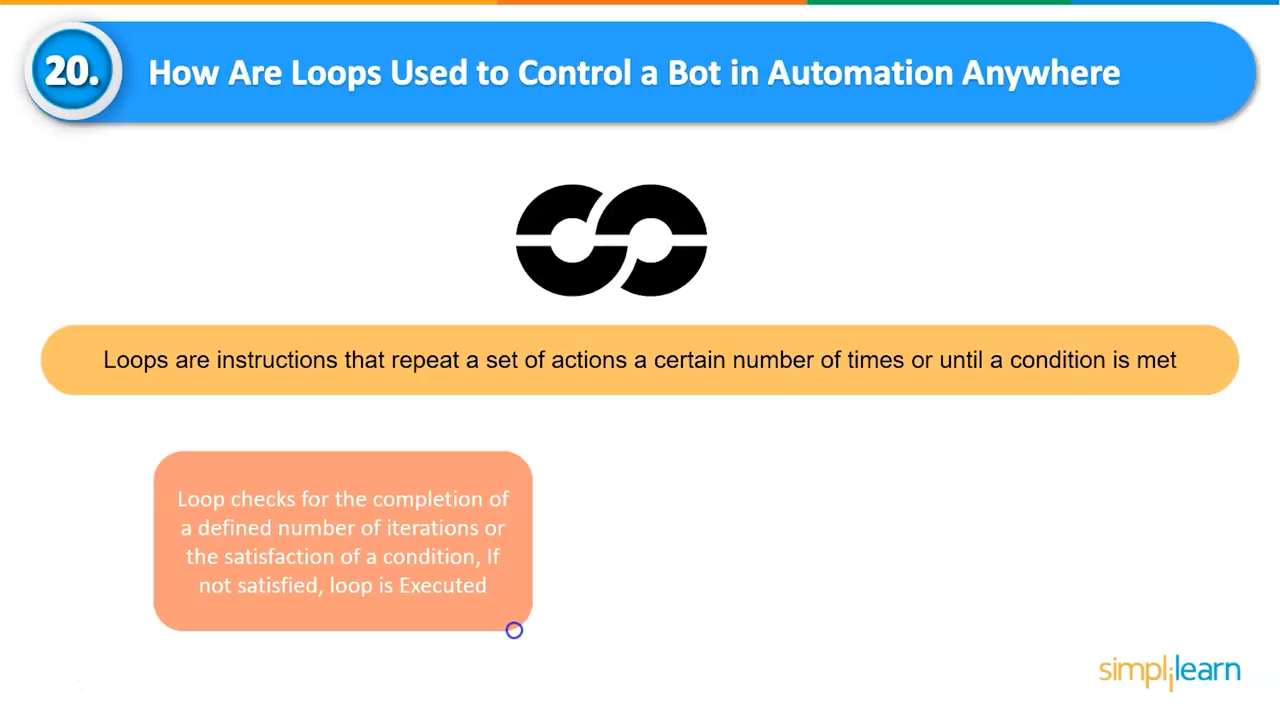 20.
How Are Loops Used to Control a Bot in Automation Anywhere
Loops are instructions that repeat a set of actions a certain number of times or until a condition is met
Loop checks for the completion of
a defined number of iterations or
the satisfaction of a condition, If
not satisfied, loop is Executed
simplilearn